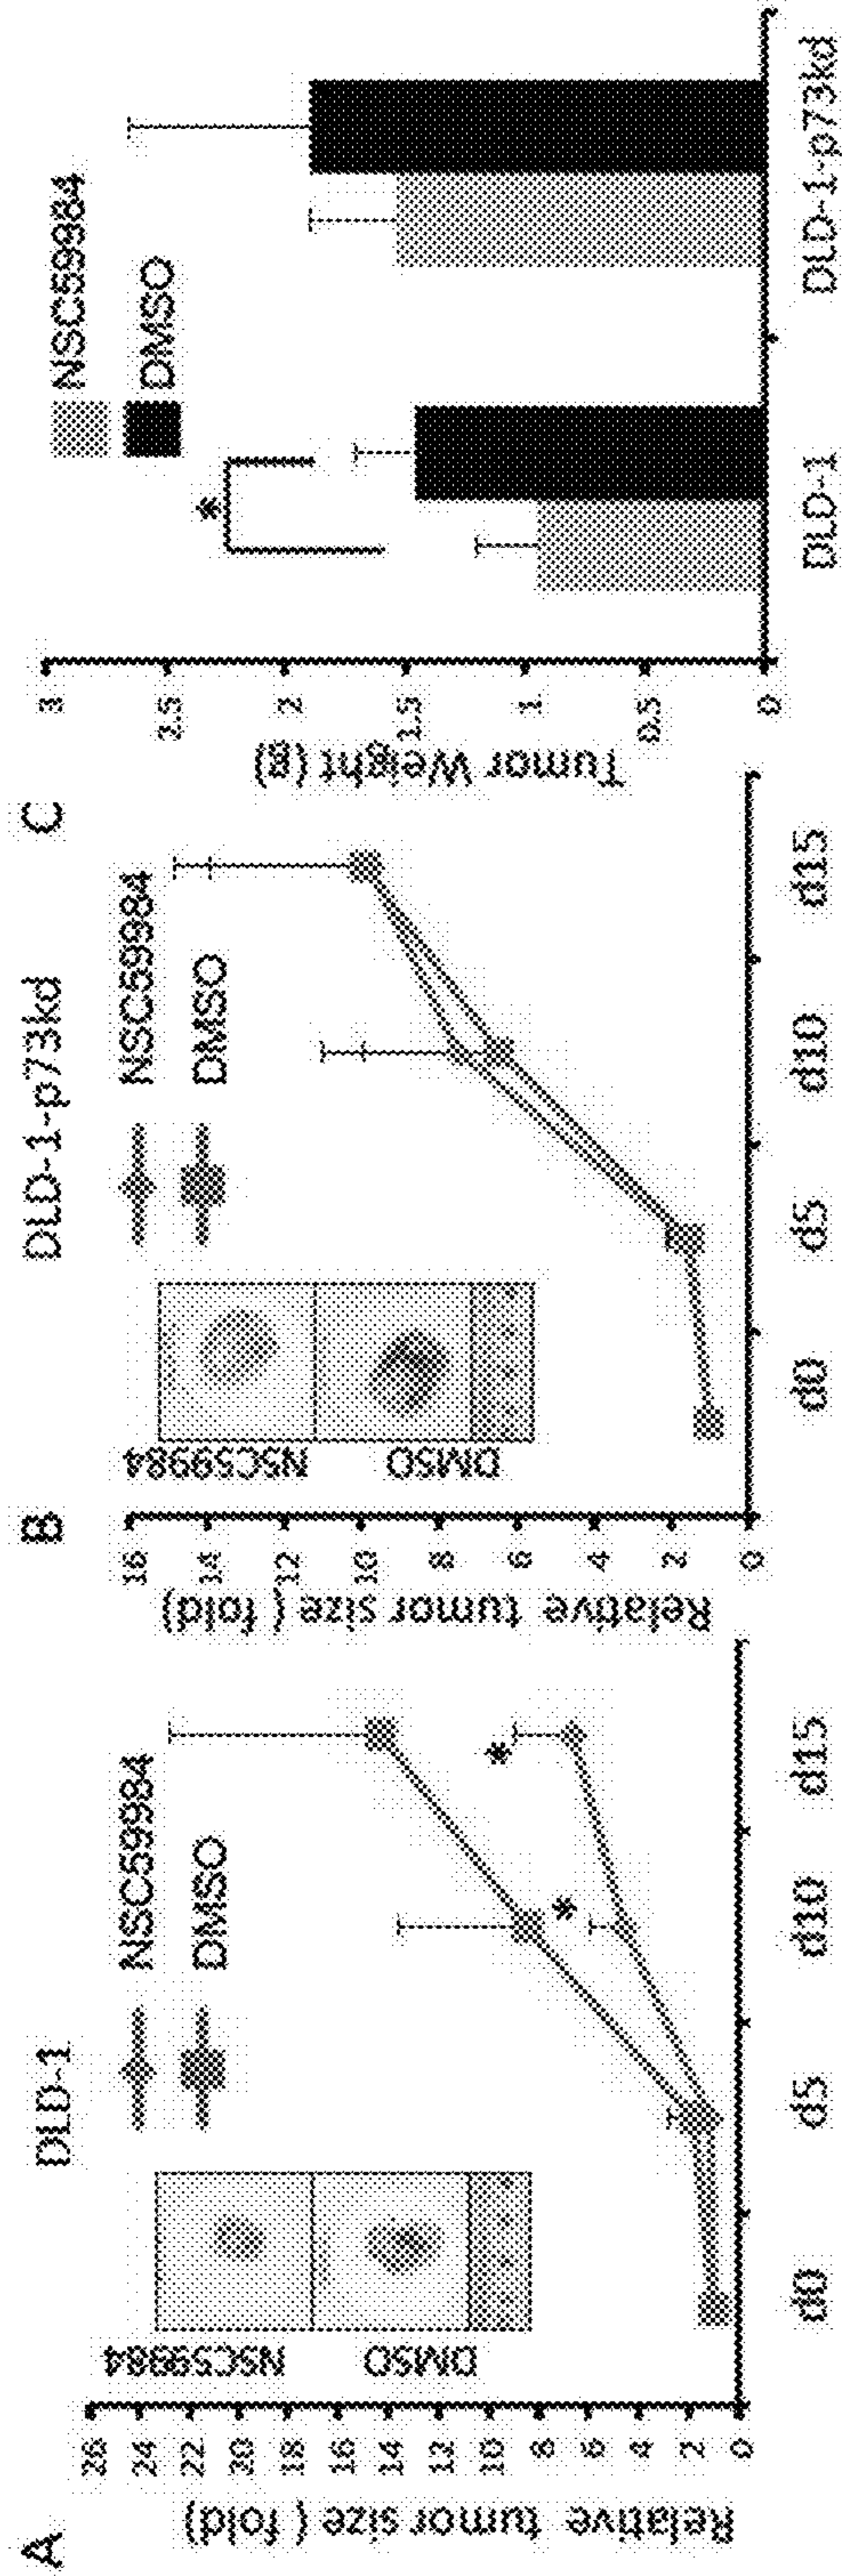 A
DLD-1
Relative tumor size ( fold)
26
24
22
20
18
16
14
12
10
8
6
4
2
0
NSC59984
DMSO
NSC59984
DMSO
*
*
d0 d5 d10 d15
B
DLD-1-p73kd
Relative tumor size ( fold)
16
14
12
10
8
6
4
2
0
NSC59984
DMSO
NSC59984
DMSO
d0 d5 d10 d15
C
Tumor Weight (g)
3
2.5
2
1.5
1
0.5
0
NSC59984
DMSO
*
DLD-1 DLD-1-p73kd